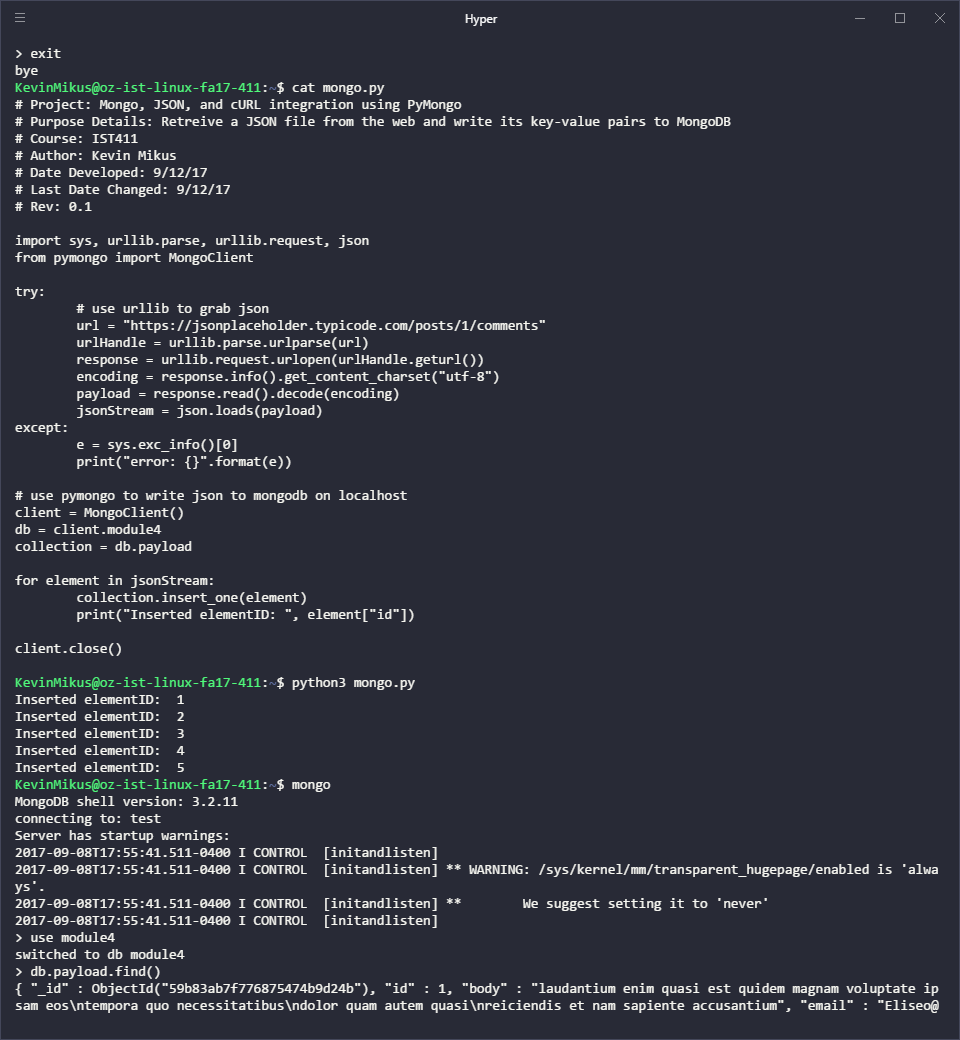 Hyper
> exit
bye
KevinMikus@oz-ist-linux-fa17-411:~$ cat mongo.py
# Project: Mongo, JSON, and cURL integration using PyMongo
# Purpose Details: Retreive a JSON file from the web and write its key-value pairs to MongoDB
# Course: IST411
# Author: Kevin Mikus
# Date Developed: 9/12/17
# Last Date Changed: 9/12/17
# Rev: 0.1
import sys, urllib.parse, urllib.request, json
from pymongo import MongoClient
try:
        # use urllib to grab json
        url = "https://jsonplaceholder.typicode.com/posts/1/comments"
        urlHandle = urllib.parse.urlparse(url)
        response = urllib.request.urlopen(urlHandle.geturl())
        encoding = response.info().get_content_charset("utf-8")
        payload = response.read().decode(encoding)
        jsonStream = json.loads(payload)
except:
        e = sys.exc_info()[0]
        print("error: {}".format(e))
# use pymongo to write json to mongodb on localhost
client = MongoClient()
db = client.module4
collection = db.payload
for element in jsonStream:
        collection.insert_one(element)
        print("Inserted elementID: ", element["id"])
client.close()
KevinMikus@oz-ist-linux-fa17-411:~$ python3 mongo.py
Inserted elementID:  1
Inserted elementID:  2
Inserted elementID:  3
Inserted elementID:  4
Inserted elementID:  5
KevinMikus@oz-ist-linux-fa17-411:~$ mongo
MongoDB shell version: 3.2.11
connecting to: test
Server has startup warnings:
2017-09-08T17:55:41.511-0400 I CONTROL  [initandlisten]
2017-09-08T17:55:41.511-0400 I CONTROL  [initandlisten] ** WARNING: /sys/kernel/mm/transparent_hugepage/enabled is 'alwa
ys'.
2017-09-08T17:55:41.511-0400 I CONTROL  [initandlisten] **        We suggest setting it to 'never'
2017-09-08T17:55:41.511-0400 I CONTROL  [initandlisten]
> use module4
switched to db module4
> db.payload.find()
{ "_id" : ObjectId("59b83ab7f776875474b9d24b"), "id" : 1, "body" : "laudantium enim quasi est quidem magnam voluptate ip
sam eos\ntempora quo necessitatibus\ndolor quam autem quasi\nreiciendis et nam sapiente accusantium", "email" : "Eliseo@